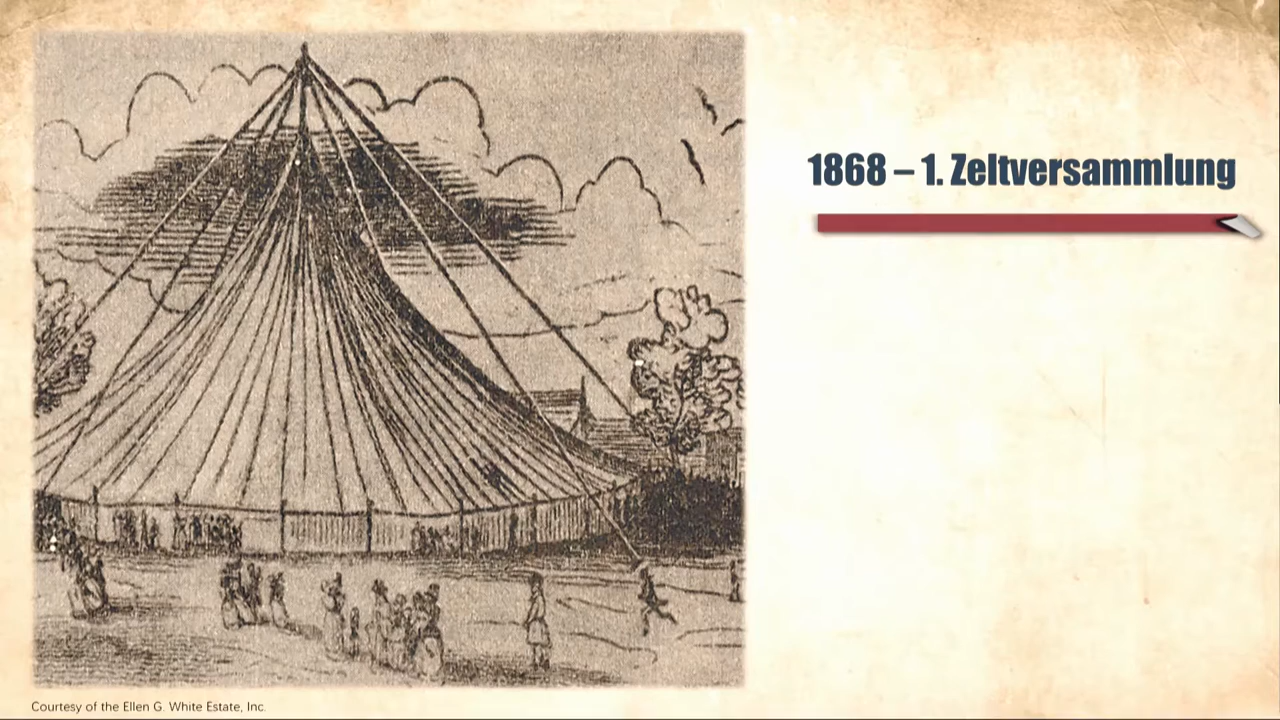 1868 – 1. Zeltversammlung
Courtesy of the Ellen G. White Estate, Inc.